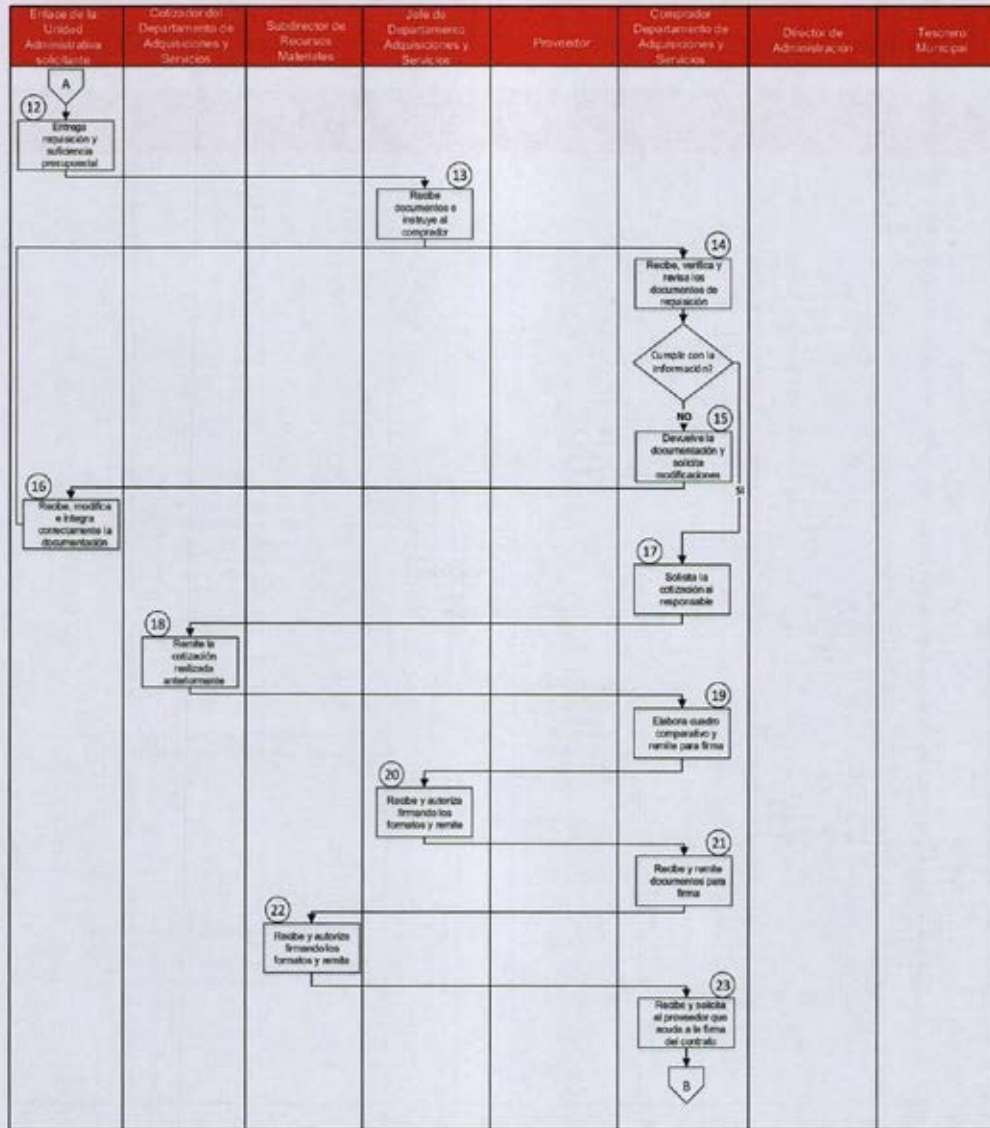 Enlace de la
Unidad
Administrativa
solicitante
Cotizador del
Departamento de
Adquisiciones y
Servicios
Subdirector de
Recursos
Materiales
Jefe de
Departamento
Adquisiciones y
Servicios
Proveedor
Comprador
Departamento de
Adquisiciones y
Servicios
Director de
Administración
Tesorero
Municipal
A
12
Entrega
requisición y
suficiencia
presupuestal
13
Recibe
documentos e
instruye al
comprador
14
Recibe, verifica y
revisa los
documentos de
requisición
Cumple con la
información?
NO
15
Devuelve la
documentación y
solicita
modificaciones
SI
16
Recibe, modifica
e integra
correctamente la
documentación
17
Solicita la
cotización al
responsable
18
Remite la
cotización
realizada
anteriormente
19
Elabora cuadro
comparativo y
remite para firma
20
Recibe y autoriza
firmando los
formatos y remite
21
Recibe y remite
documentos para
firma
22
Recibe y autoriza
firmando los
formatos y remite
23
Recibe y solicita
al proveedor que
acuda a la firma
del contrato
B